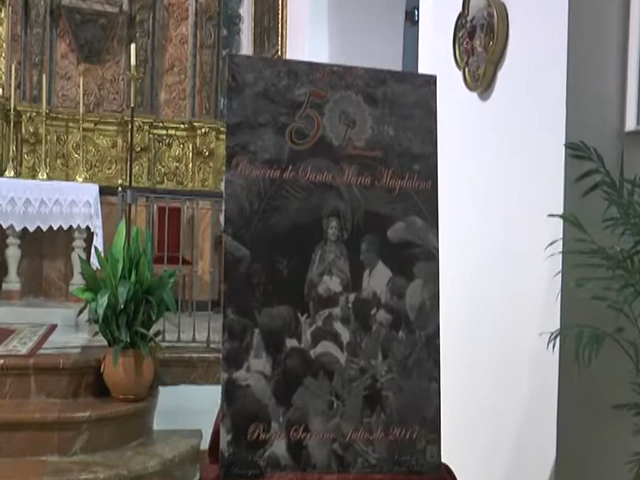 50
Romería de Santa María Magdalena
Puerto Serrano, Julio de 2017